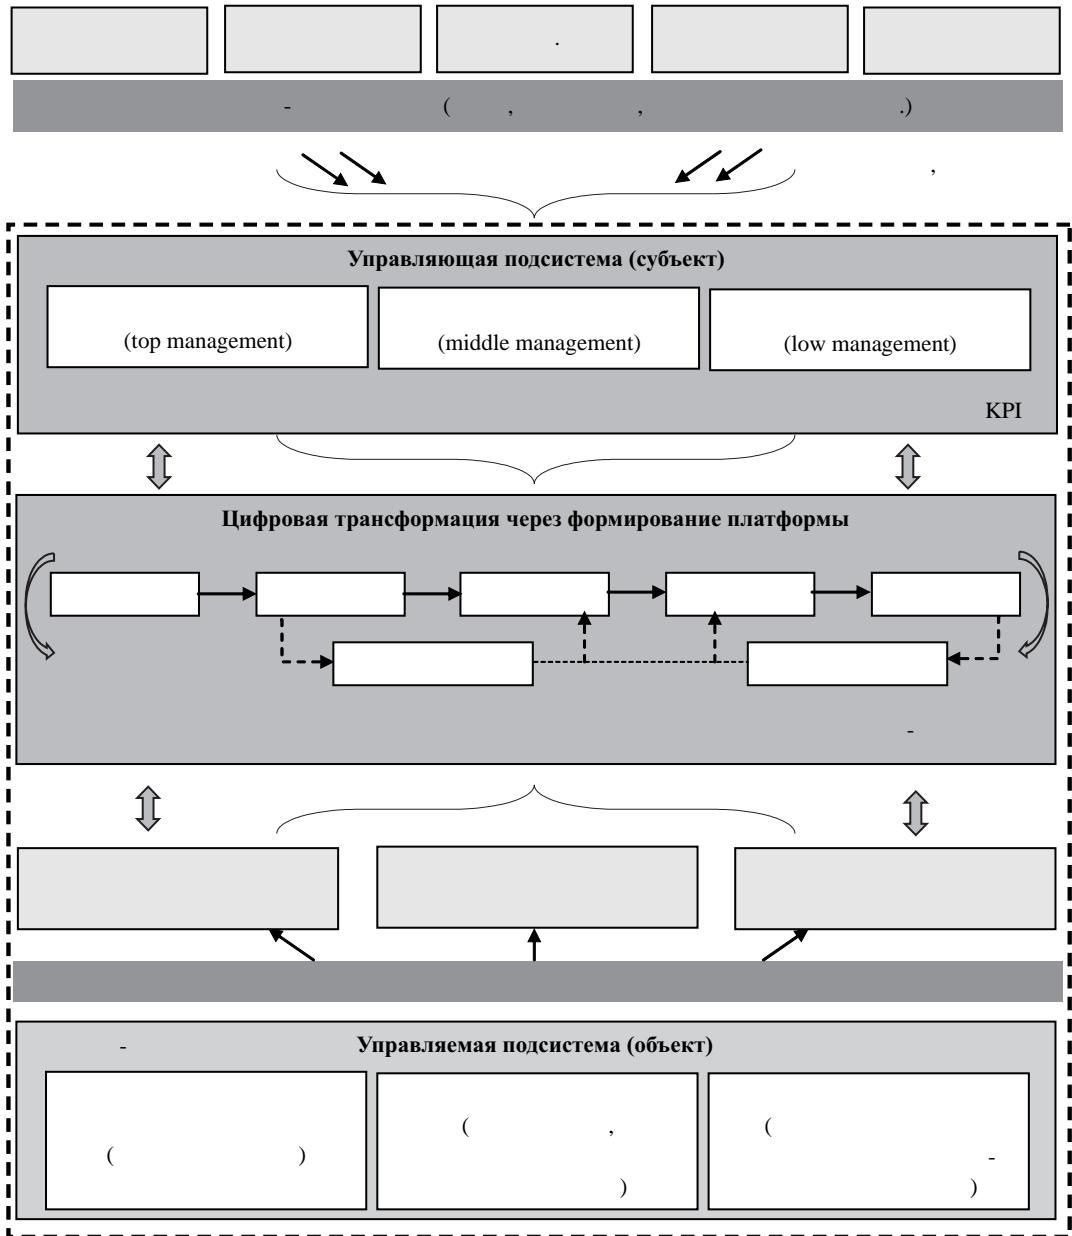 .
- ( , , .)
,
Управляющая подсистема (субъект)
(top management)
(middle management)
(low management)
KPI
Цифровая трансформация через формирование платформы
-
-
Управляемая подсистема (объект)
( )
( ,
)
(
-
)